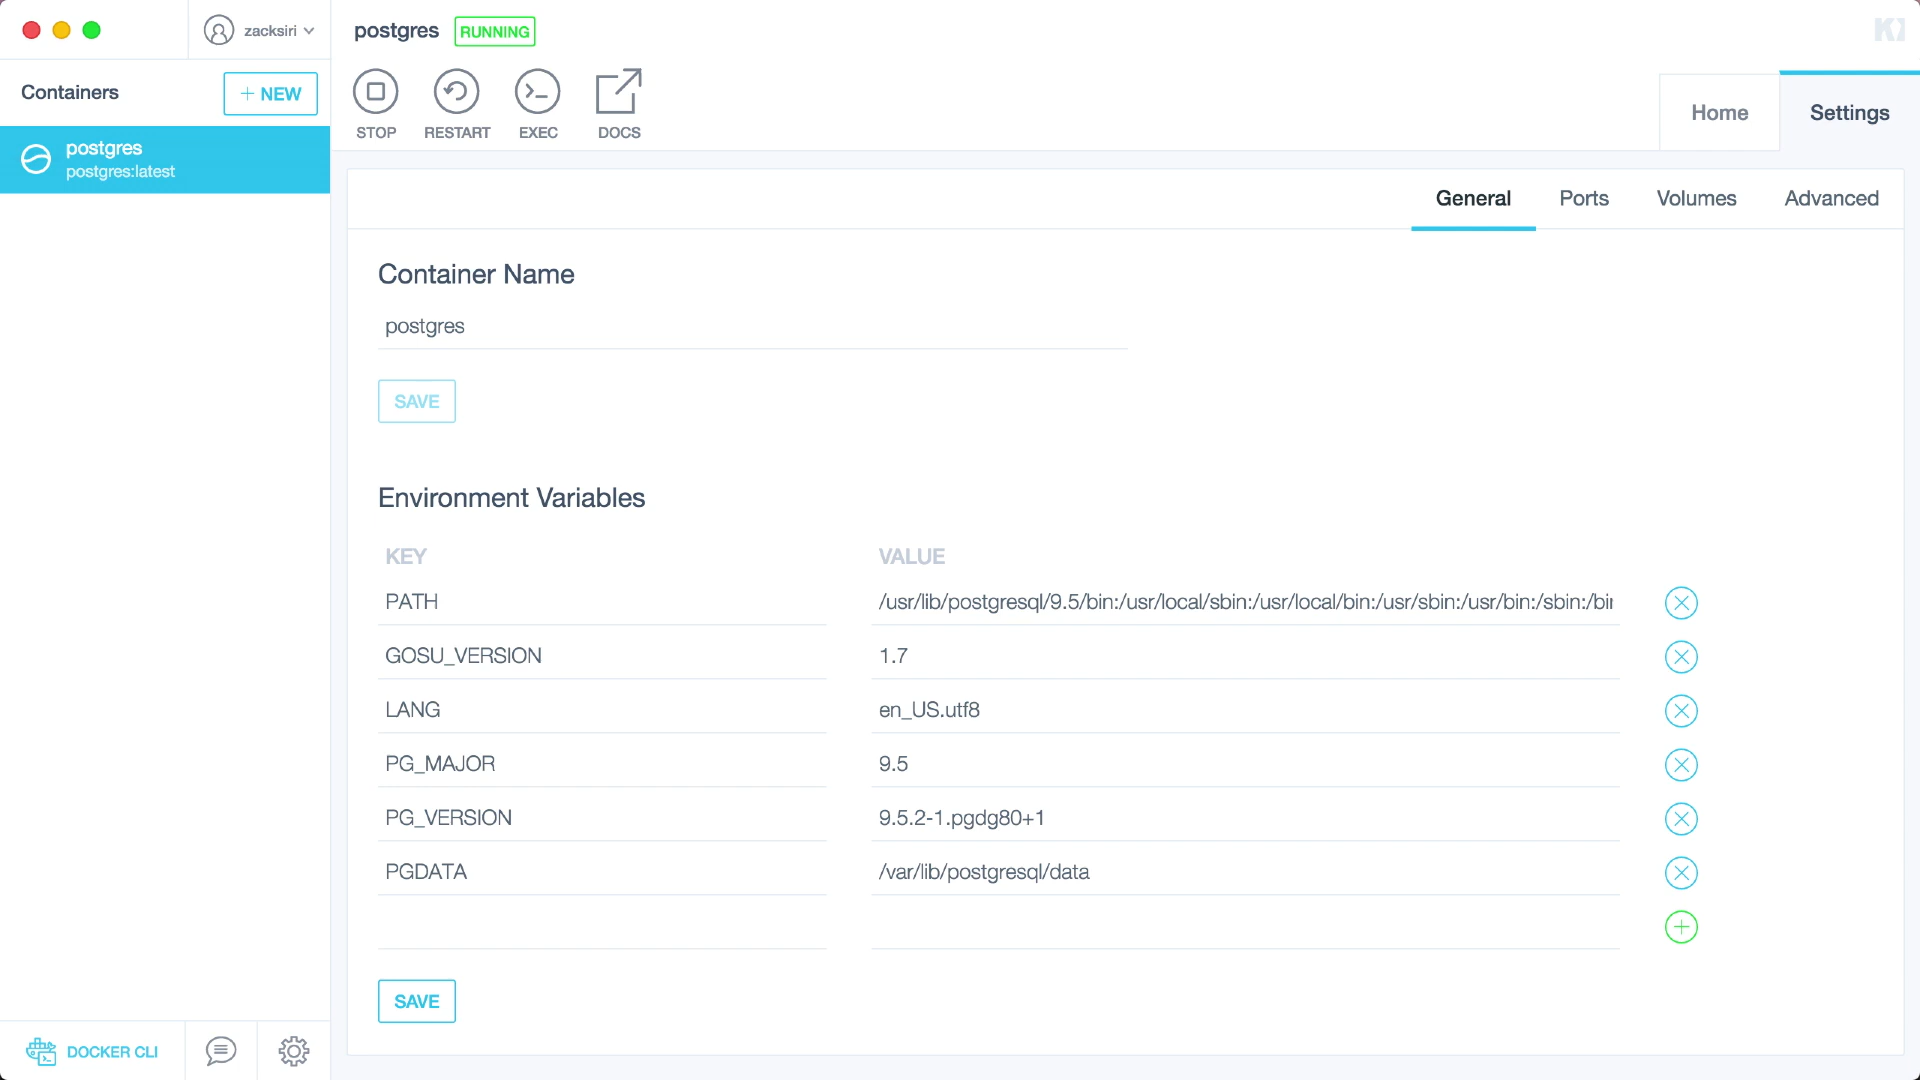 zacksiri
postgres RUNNING
Containers
+ NEW
STOP
RESTART
EXEC
DOCS
Home
Settings
postgres
postgres:latest
General
Ports
Volumes
Advanced
Container Name
postgres
SAVE
Environment Variables
KEY VALUE
PATH /usr/lib/postgresql/9.5/bin:/usr/local/sbin:/usr/local/bin:/usr/sbin:/usr/bin:/sbin:/bin
GOSU_VERSION 1.7
LANG en_US.utf8
PG_MAJOR 9.5
PG_VERSION 9.5.2-1.pgdg80+1
PGDATA /var/lib/postgresql/data
SAVE
DOCKER CLI